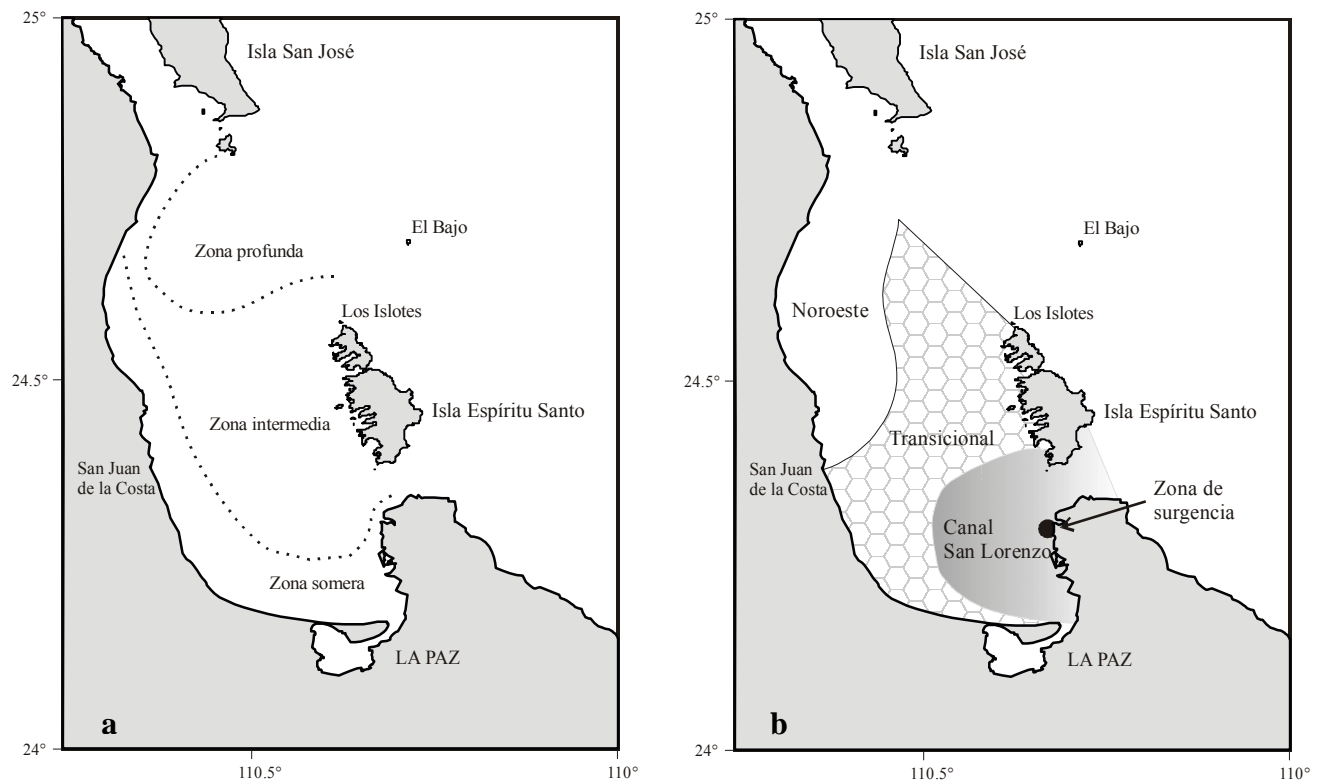 25°
Isla San José
El Bajo
Zona profunda
Los Islotes
24.5°
Isla Espíritu Santo
Zona intermedia
San Juan
de la Costa
Zona somera
LA PAZ
a
24°
110.5°
110°
25°
Isla San José
El Bajo
Noroeste
Los Islotes
24.5°
Isla Espíritu Santo
Transicional
San Juan
de la Costa
Zona de
surgencia
Canal
San Lorenzo
LA PAZ
b
24°
110.5°
110°